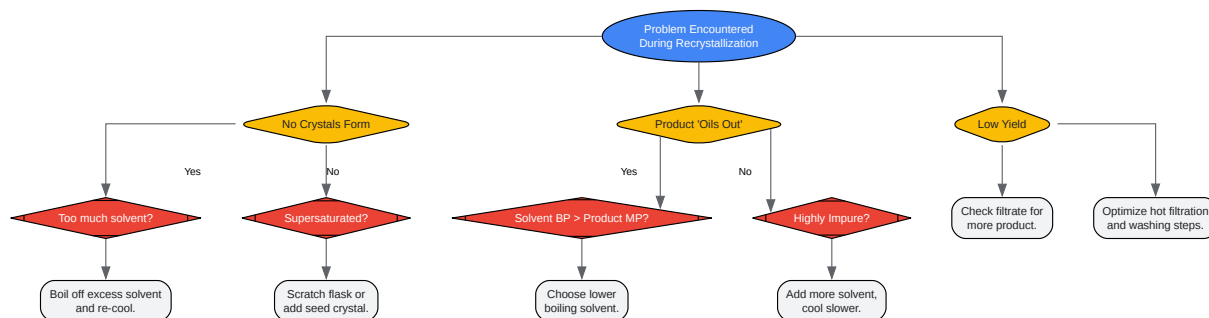 Problem Encountered
During Recrystallization
No Crystals Form
Product 'Oils Out'
Low Yield
Yes
No
Yes
No
Too much solvent?
Supersaturated?
Solvent BP > Product MP?
Highly Impure?
Check filtrate for
more product.
Optimize hot filtration
and washing steps.
Boil off excess solvent
and re-cool.
Scratch flask or
add seed crystal.
Choose lower
boiling solvent.
Add more solvent,
cool slower.